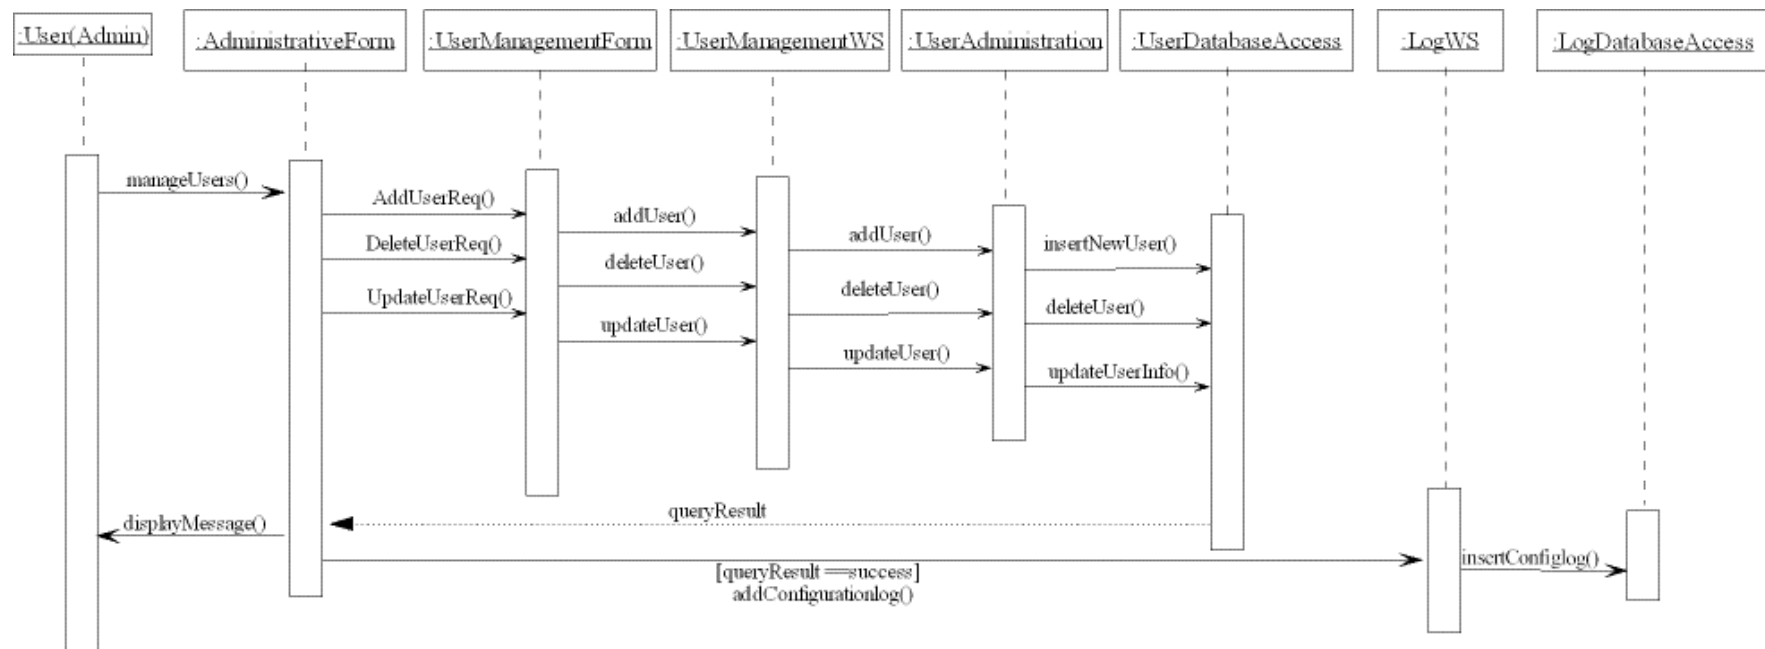 :User(Admin)
:AdministrativeForm
:UserManagementForm
:UserManagementWS
:UserAdministration
:UserDatabaseAccess
:LogWS
:LogDatabaseAccess
manageUsers()
AddUserReq()
addUser()
addUser()
insertNewUser()
DeleteUserReq()
deleteUser()
deleteUser()
deleteUser()
UpdateUserReq()
updateUser()
updateUser()
updateUserInfo()
queryResult
displayMessage()
[queryResult ==success]
addConfigurationlog()
insertConfiglog()